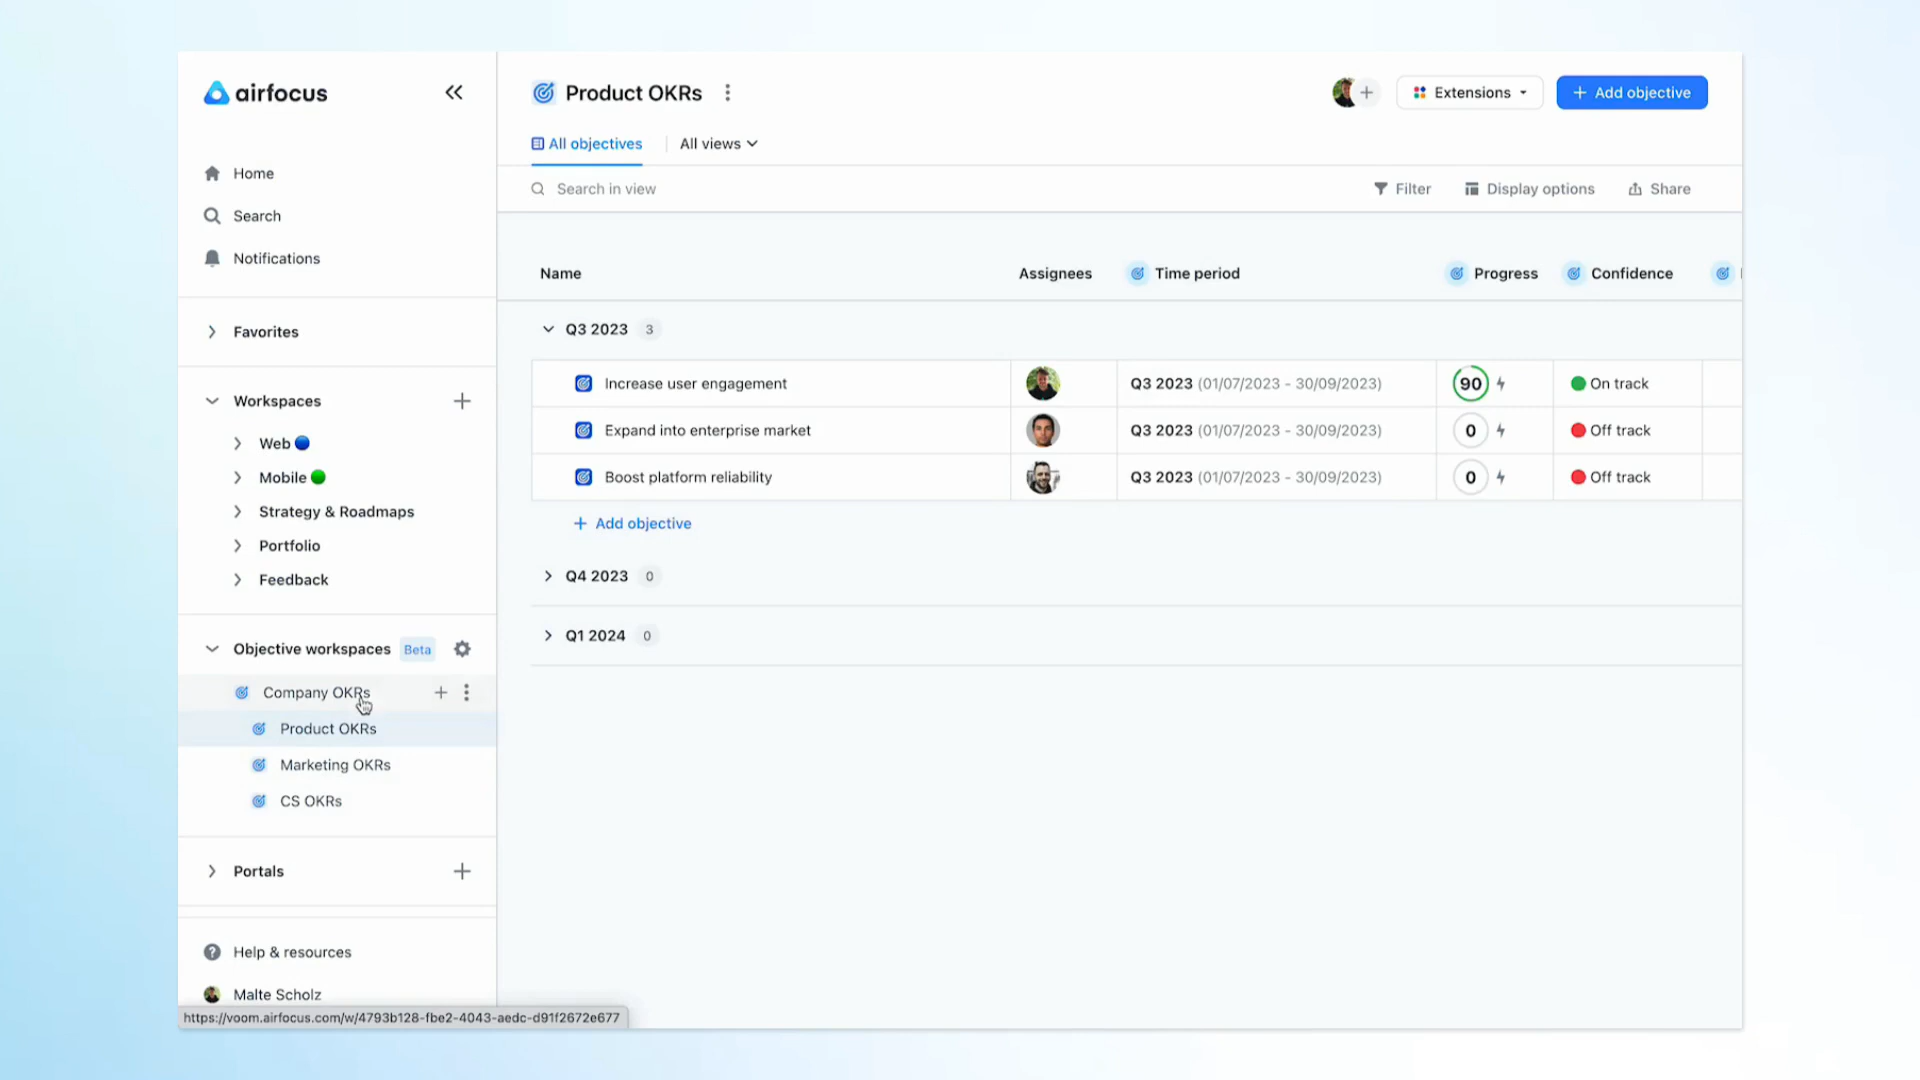 airfocus
Home
Search
Notifications
Favorites
Workspaces
Web
Mobile
Strategy & Roadmaps
Portfolio
Feedback
Objective workspaces Beta
Company OKRs
Product OKRs
Marketing OKRs
CS OKRs
Portals
Help & resources
Malte Scholz
https://voom.airfocus.com/w/4793b128-fbe2-4043-aedc-d91f2672e677
Product OKRs
Extensions
+ Add objective
All objectives
All views
Search in view
Filter
Display options
Share
Name Assignees Time period Progress Confidence
Q3 2023 3
Increase user engagement Q3 2023 (01/07/2023 - 30/09/2023) 90 On track
Expand into enterprise market Q3 2023 (01/07/2023 - 30/09/2023) 0 Off track
Boost platform reliability Q3 2023 (01/07/2023 - 30/09/2023) 0 Off track
+ Add objective
Q4 2023 0
Q1 2024 0